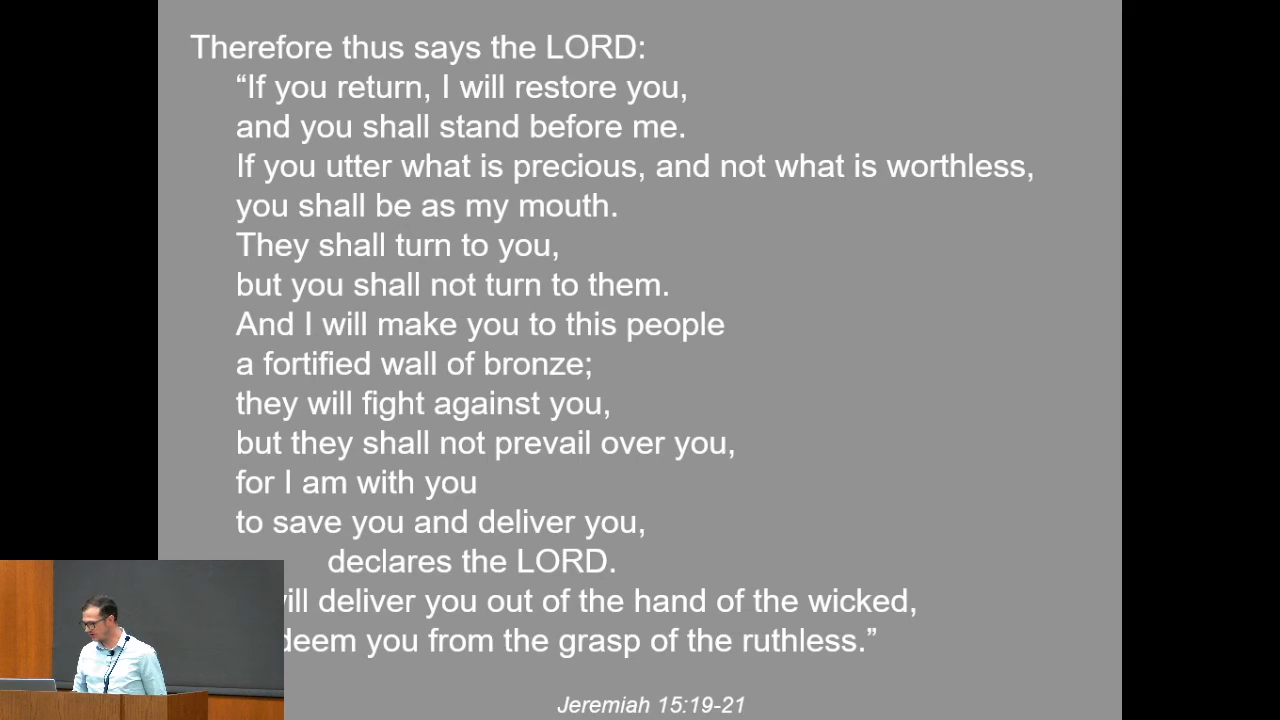 Therefore thus says the LORD:
“If you return, I will restore you,
and you shall stand before me.
If you utter what is precious, and not what is worthless,
you shall be as my mouth.
They shall turn to you,
but you shall not turn to them.
And I will make you to this people
a fortified wall of bronze;
they will fight against you,
but they shall not prevail over you,
for I am with you
to save you and deliver you,
declares the LORD.
deliver you out of the hand of the wicked,
you from the grasp of the ruthless.”
Jeremiah 15:19-21